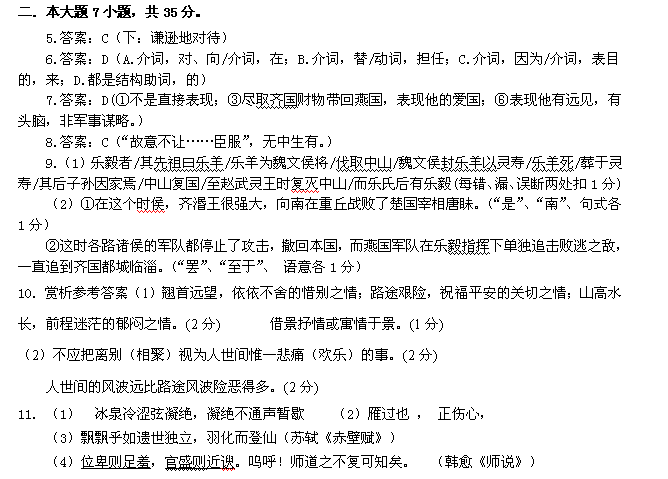 二．本大题 7 小题，共 35 分。
5.答案：C（下：谦逊地对待）
6.答案：D（A.介词，对、向/介词，在；B.介词，替/动词，担任；C.介词，因为/介词，表目
的，来；D.都是结构助词，的）
7.答案：D(①不是直接表现；③尽取齐国财物带回燕国，表现他的爱国；⑥表现他有远见，有
头脑，非军事谋略。)
8.答案：C（“故意不让……臣服”，无中生有。）
9.（1）乐毅者/其先祖曰乐羊/乐羊为魏文侯将/伐取中山/魏文侯封乐羊以灵寿/乐羊死/葬于灵
寿/其后子孙因家焉/中山复国/至赵武灵王时复灭中山/而乐氏后有乐毅(每错、漏、误断两处扣 1 分)
（2）①在这个时侯，齐湣王很强大，向南在重丘战败了楚国宰相唐昧。（“是”、“南”、句式各
1 分）
②这时各路诸侯的军队都停止了攻击，撤回本国，而燕国军队在乐毅指挥下单独追击败逃之敌，
一直追到齐国都城临淄。（“罢”、“至于”、 语意各 1 分）
10. 赏析参考答案（1）翘首远望，依依不舍的惜别之情；路途艰险，祝福平安的关切之情；山高水
长，前程迷茫的郁闷之情。(2 分) 借景抒情或寓情于景。(1 分)
（2）不应把离别（相聚）视为人世间惟一悲痛（欢乐）的事。(2 分)
人世间的风波远比路途风波险恶得多。(2 分)
11. （1） 冰泉冷涩弦凝绝，凝绝不通声暂歇 （2）雁过也 ， 正伤心，
（3）飘飘乎如遗世独立，羽化而登仙（苏轼《赤壁赋》）
（4）位卑则足羞，官盛则近谀。呜呼！师道之不复可知矣。 （韩愈《师说》）